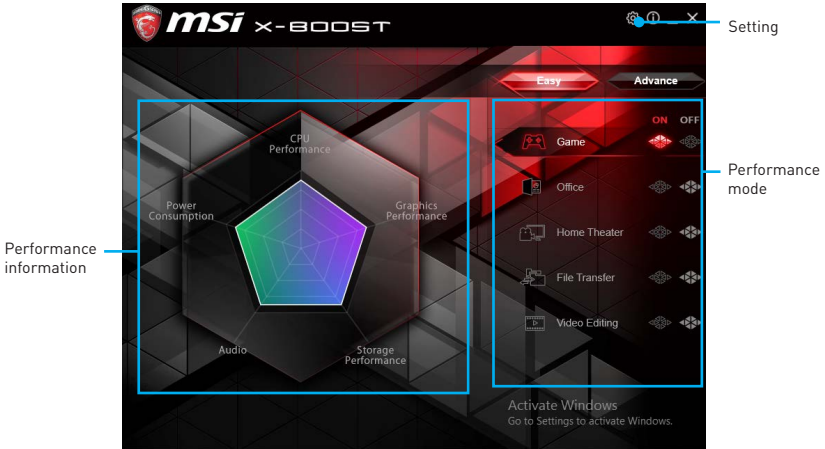 msi X-BOOST
Setting
Easy
Advance
ON OFF
Game
Office
Home Theater
File Transfer
Video Editing
Performance
mode
CPU
Performance
Graphics
Performance
Storage
Performance
Audio
Power
Consumption
Performance
information
Activate Windows
Go to Settings to activate Windows.